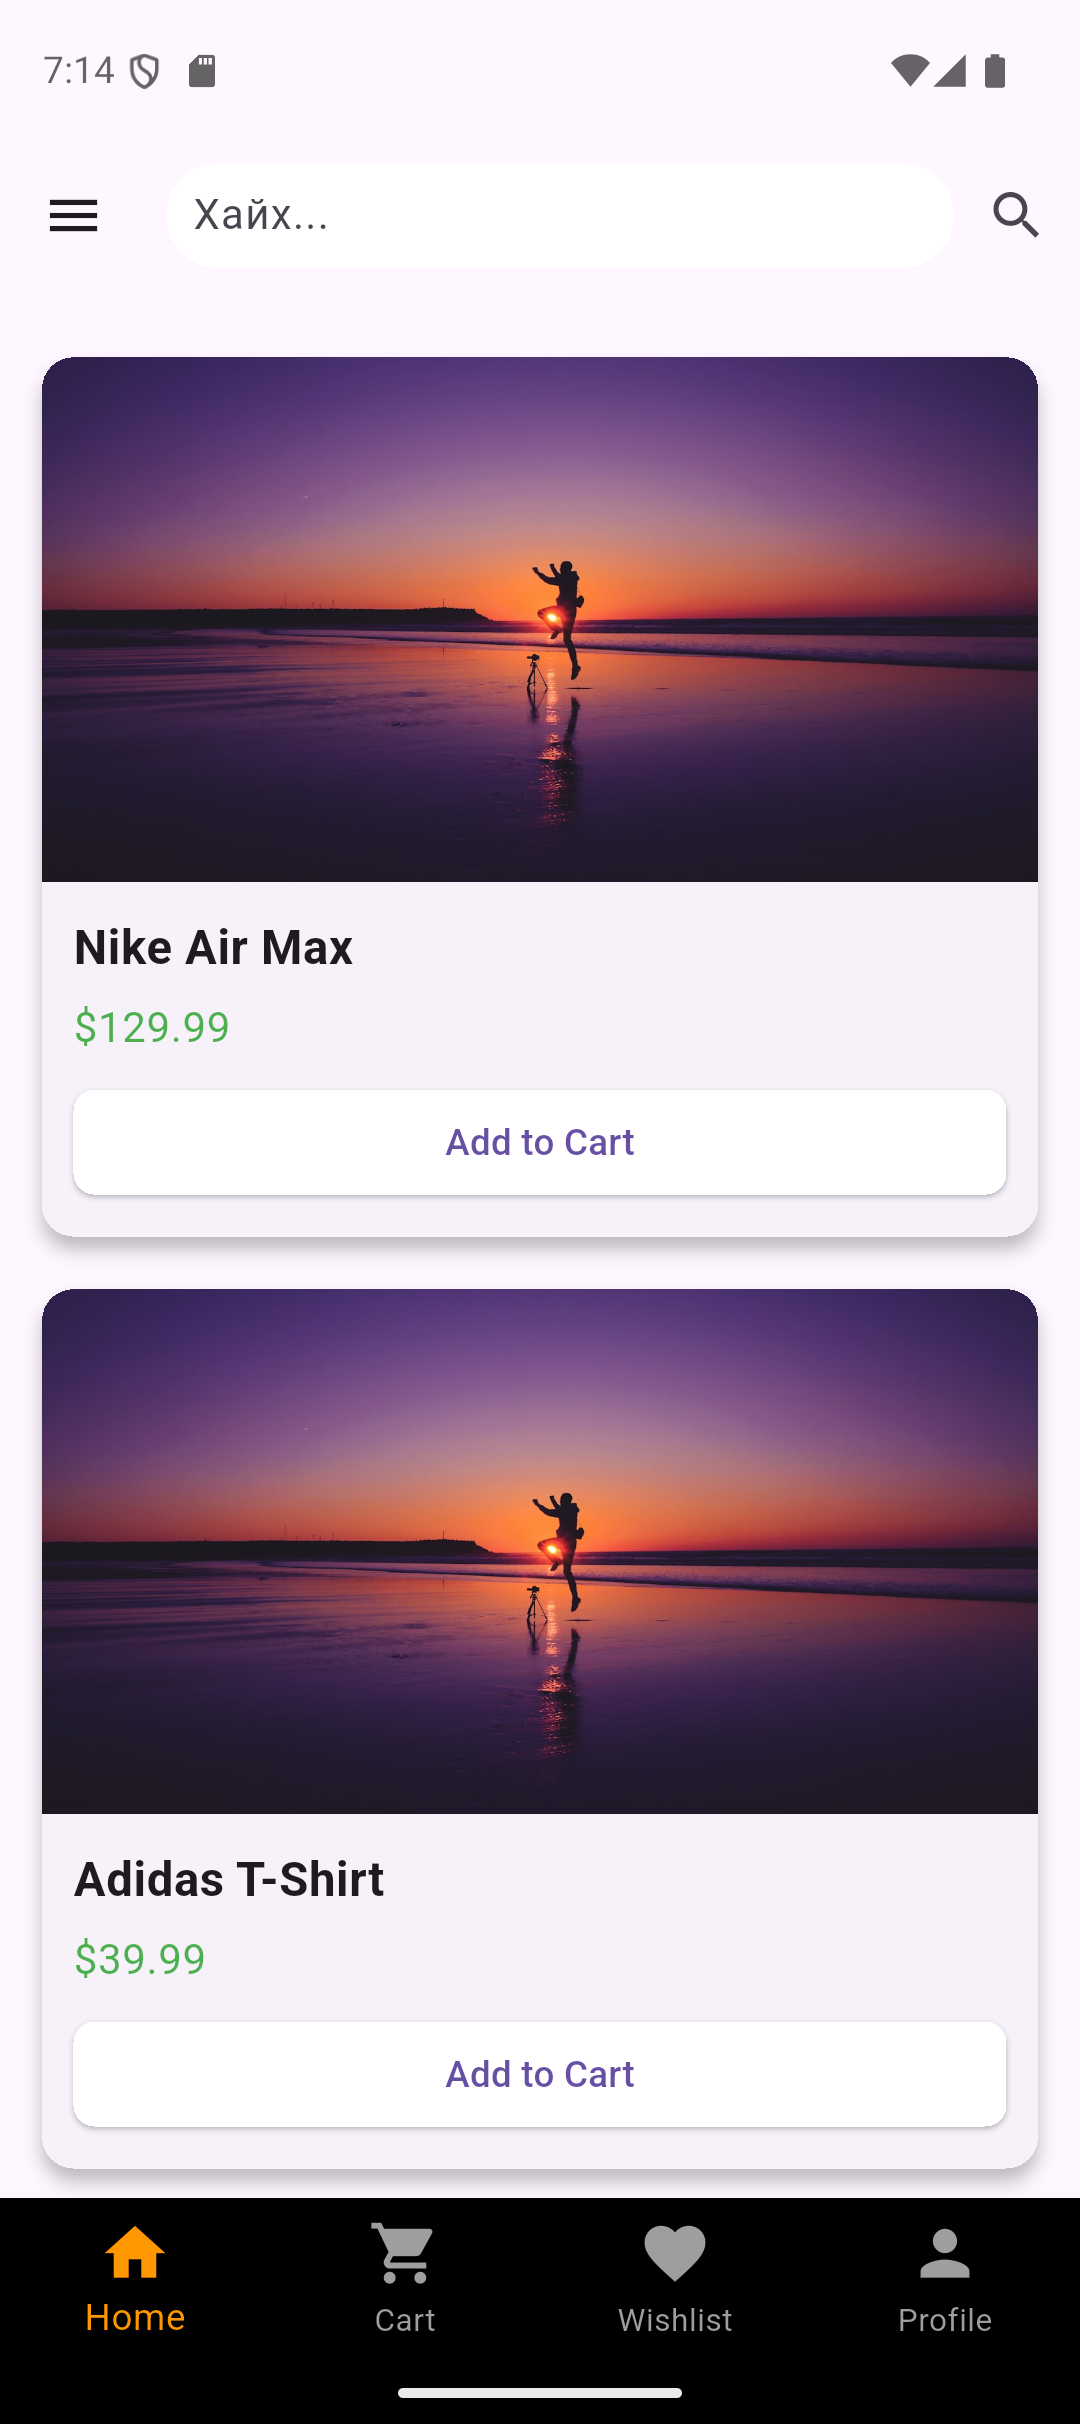 7:14
Хайх...
Nike Air Max
$129.99
Add to Cart
Adidas T-Shirt
$39.99
Add to Cart
Home
Cart
Wishlist
Profile